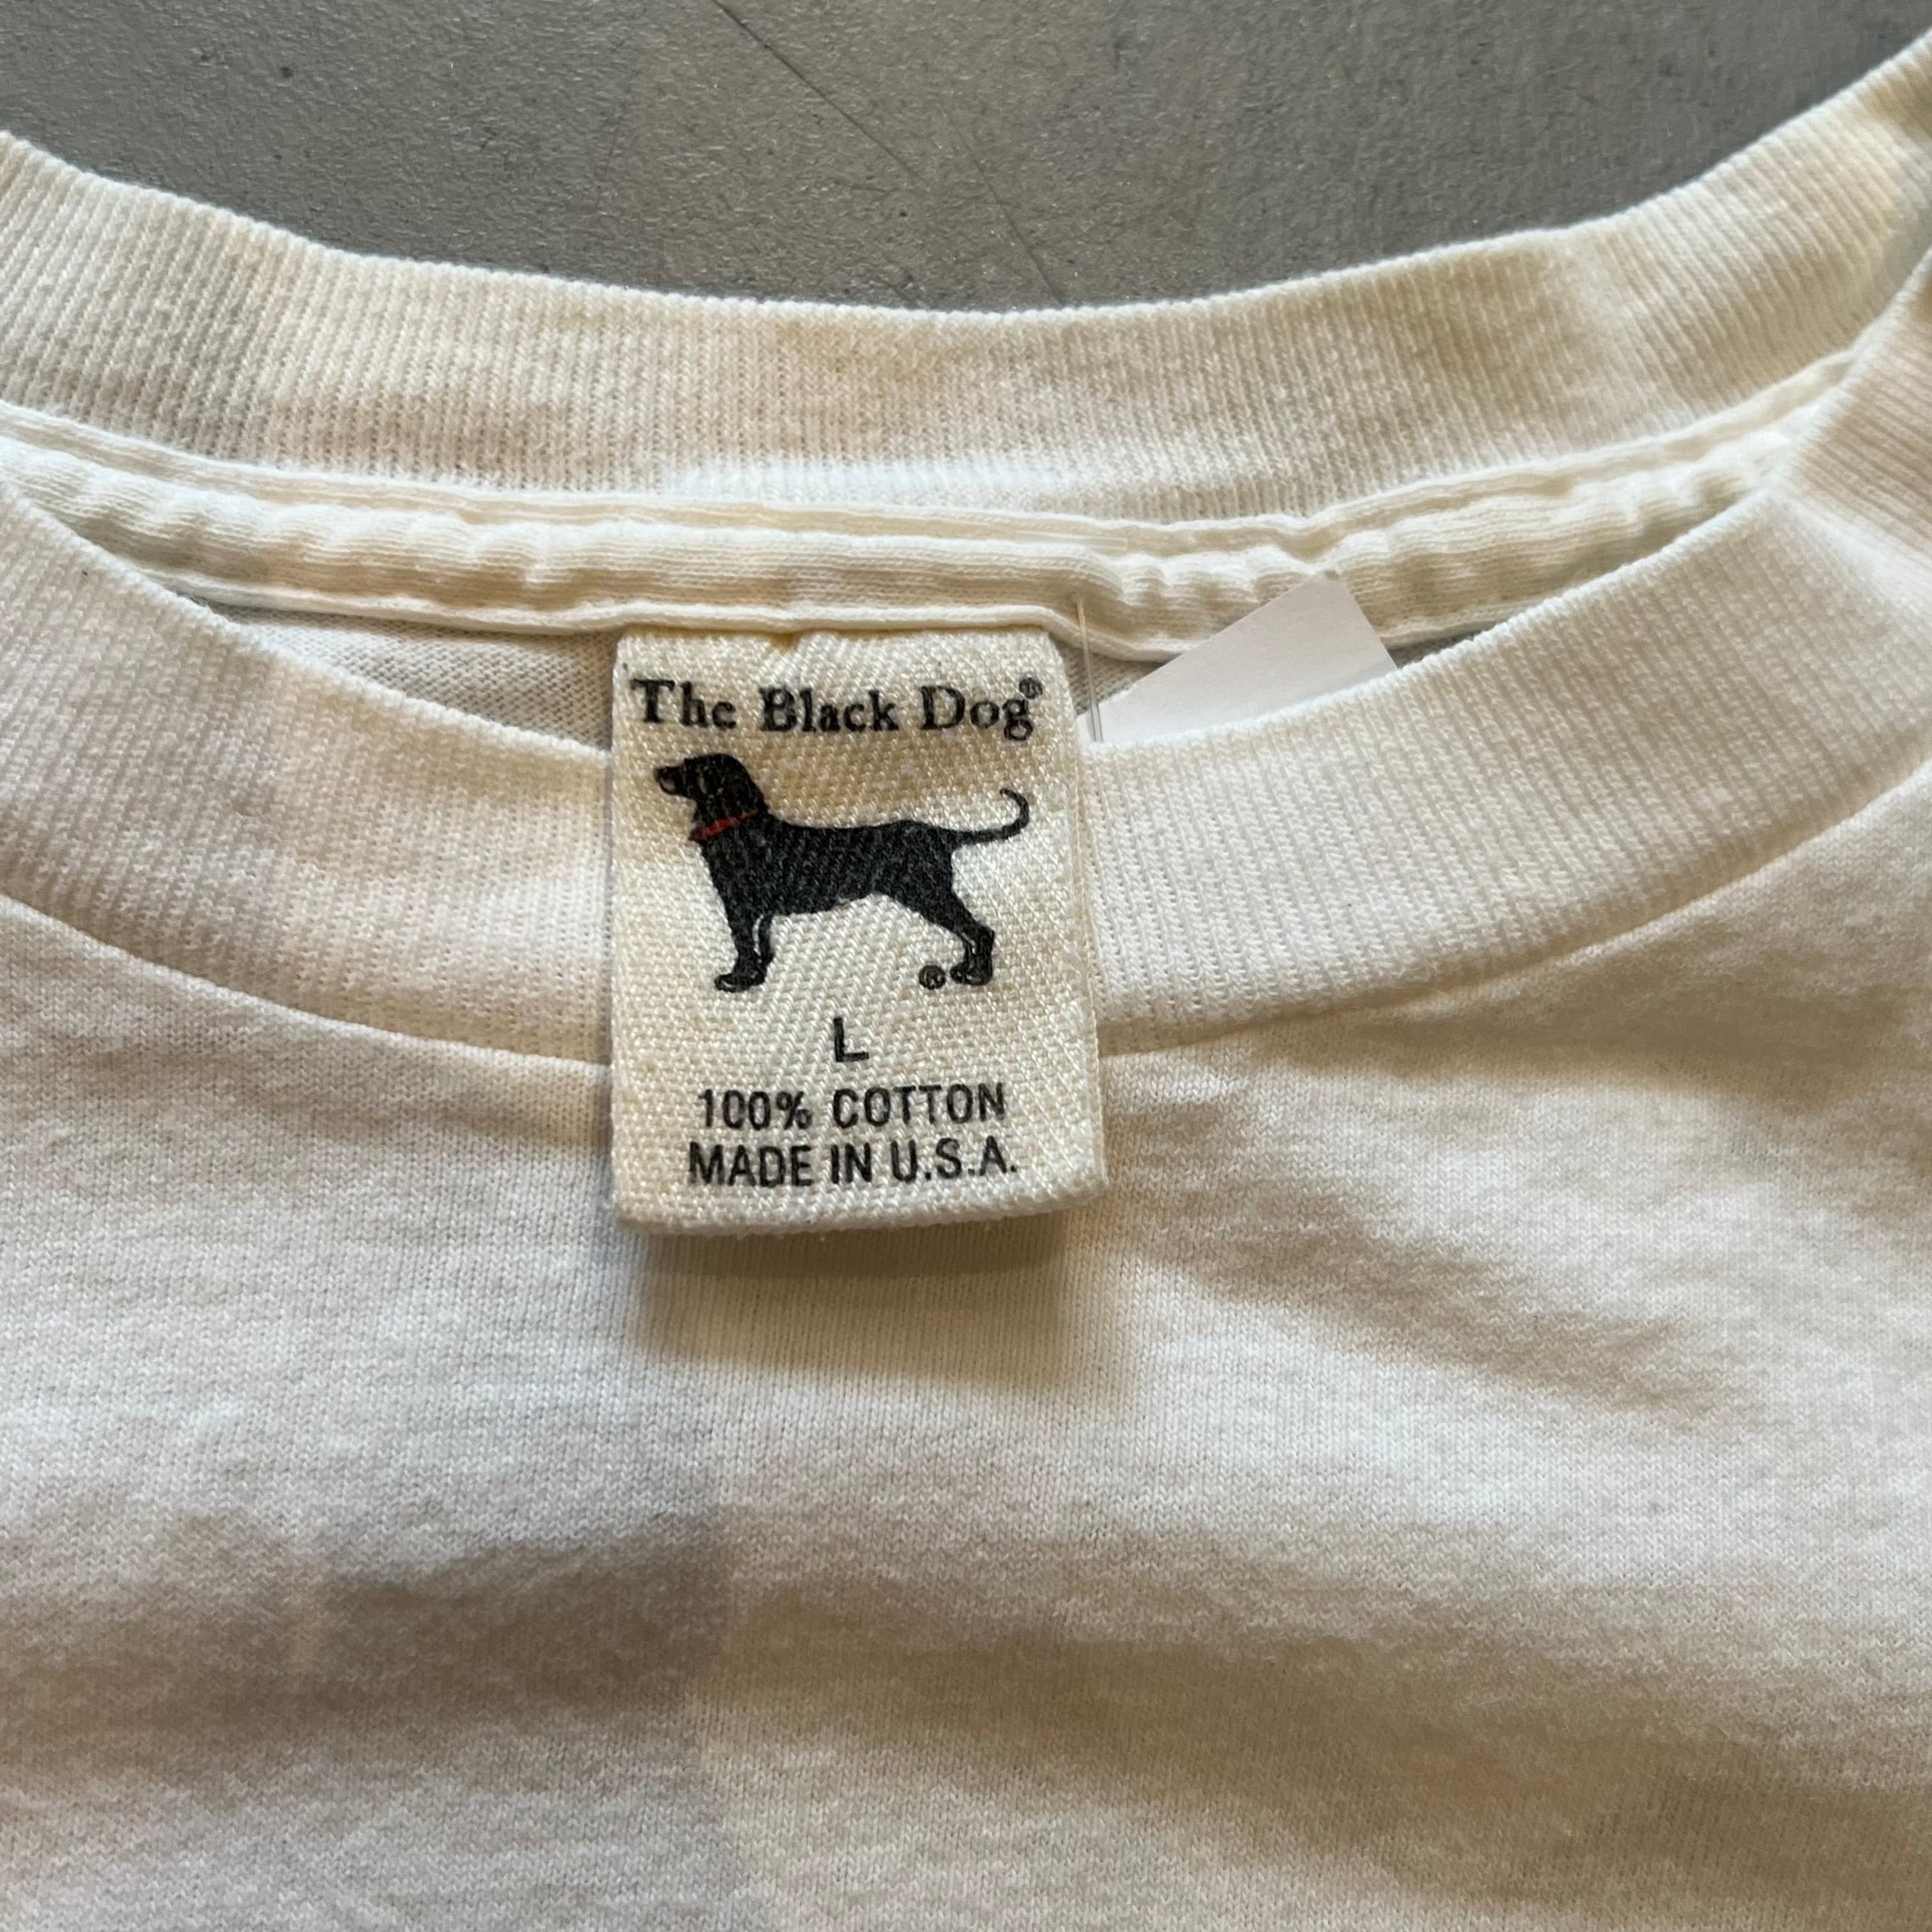 The Black Dog®
®
L
100% COTTON
MADE IN U.S.A.